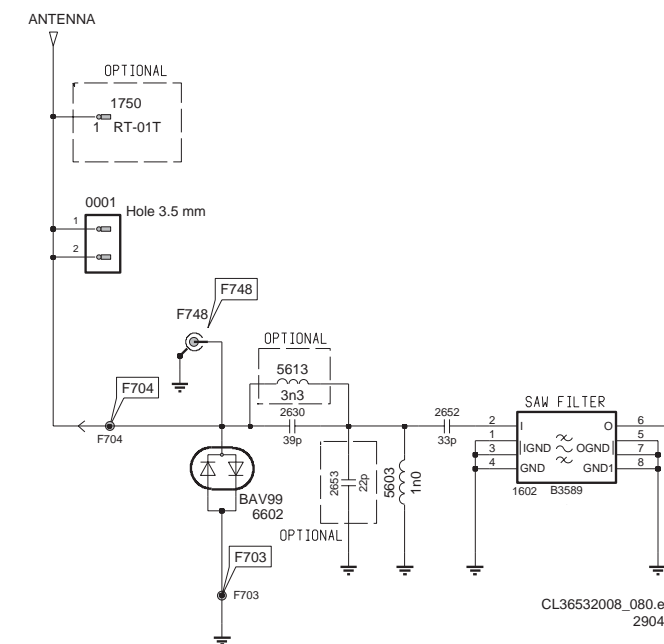 ANTENNA
OPTIONAL
1750
1 RT-01T
0001
Hole 3.5 mm
1
2
F748
F748
OPTIONAL
5613
3n3
F704
F704
2630
39p
2652
33p
SAW FILTER
2 I O 6
1 5
3 IGND OGND 7
4 GND GND1 8
1602 B3589
BAV99
6602
2653
22p
5603
1n0
OPTIONAL
F703
F703
CL36532008_080.e
2904